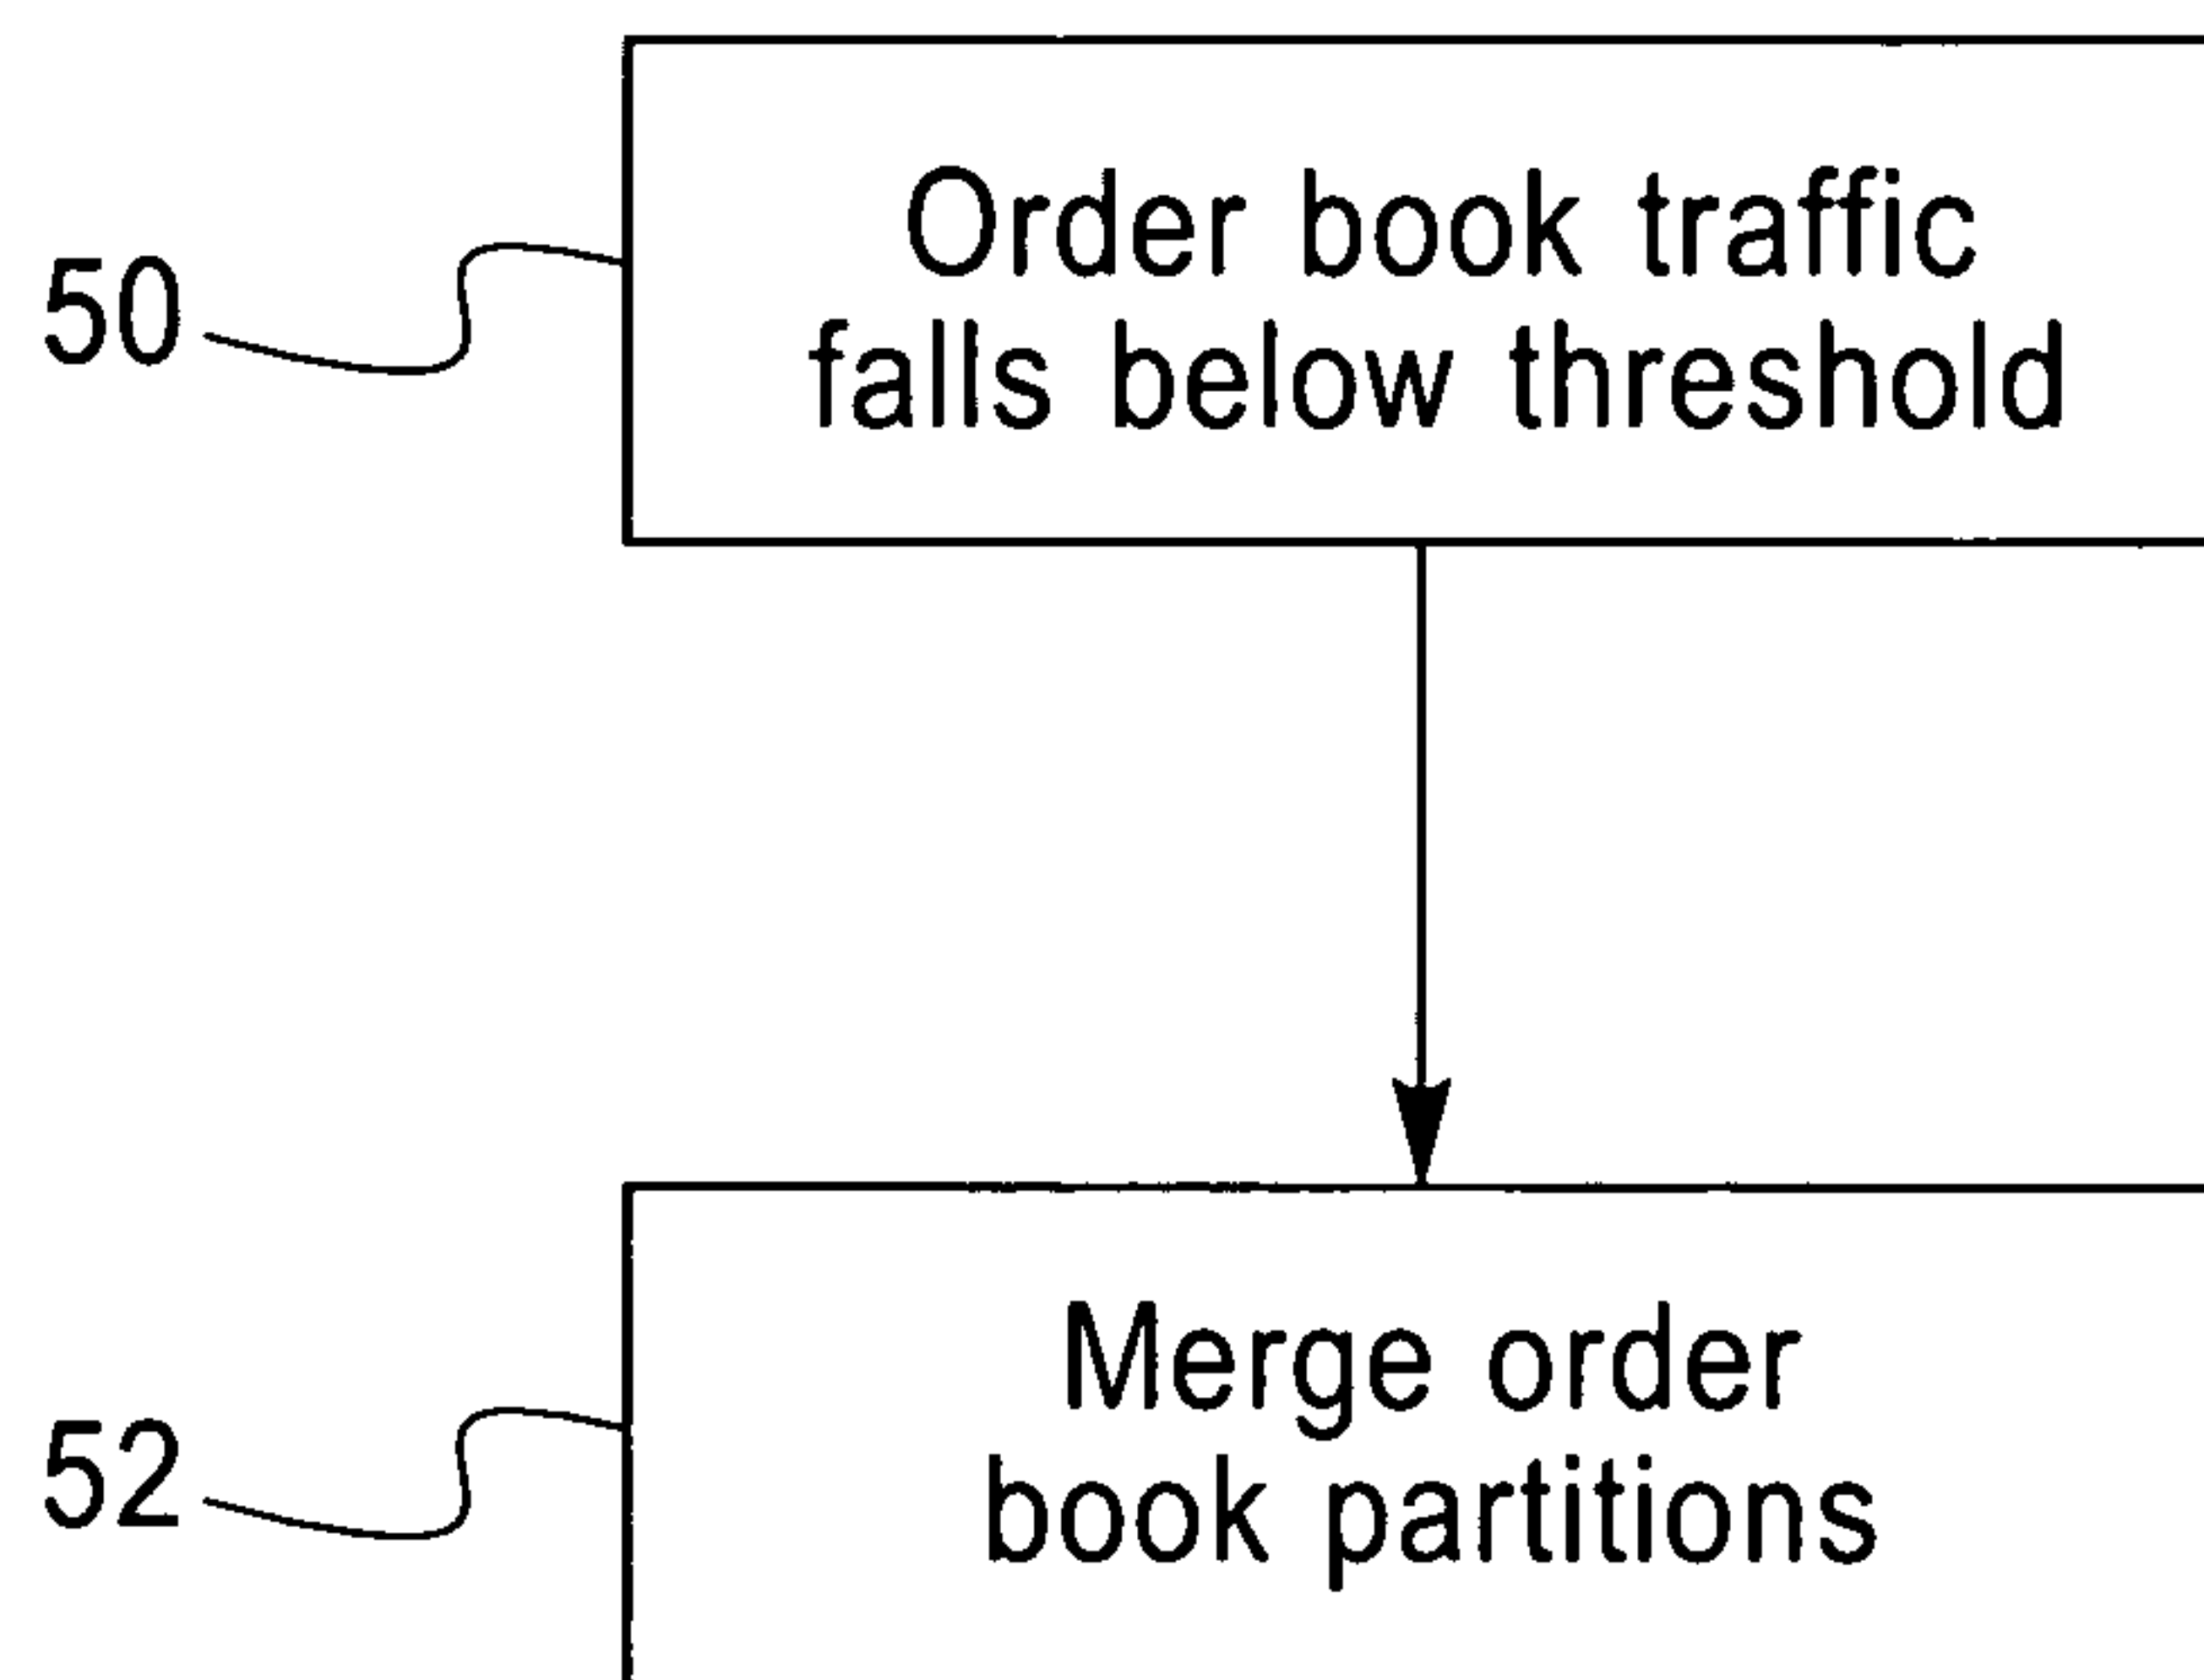 Order book traffic
50
falls below threshold
Merge order
52
book partitions